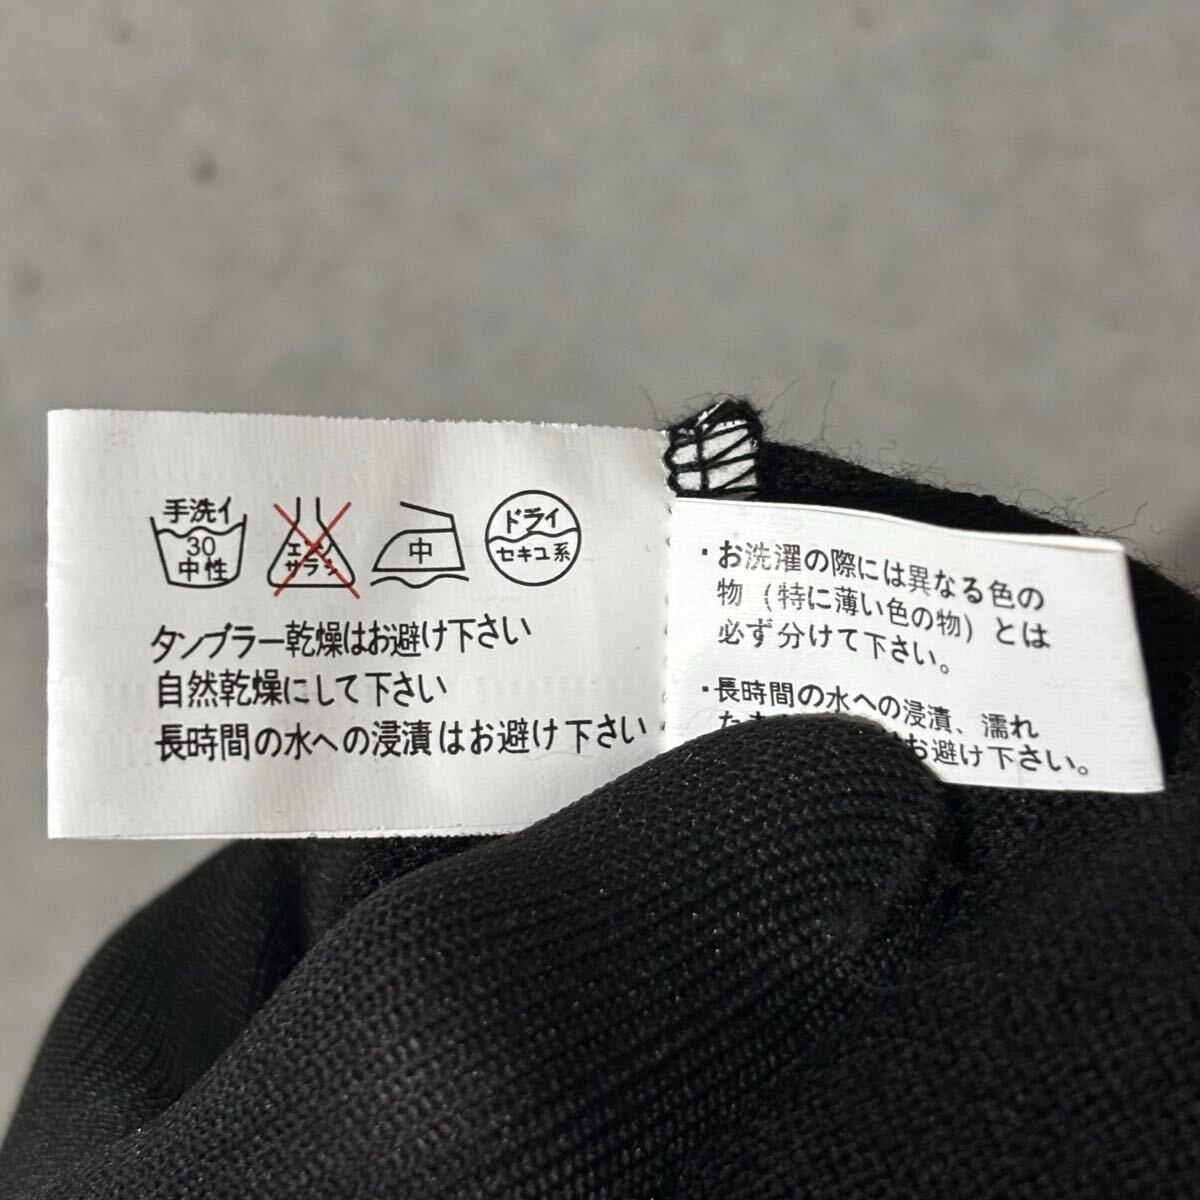 手洗イ
30
中性
エンソ
サラシ
中
ドライ
セキユ系
タンブラー乾燥はお避け下さい
自然乾燥にして下さい
長時間の水への浸漬はお避け下さい
・お洗濯の際には異なる色の
物（特に薄い色の物）とは
必ず分けて下さい。
・長時間の水への浸漬、濡れ
お避け下さい。